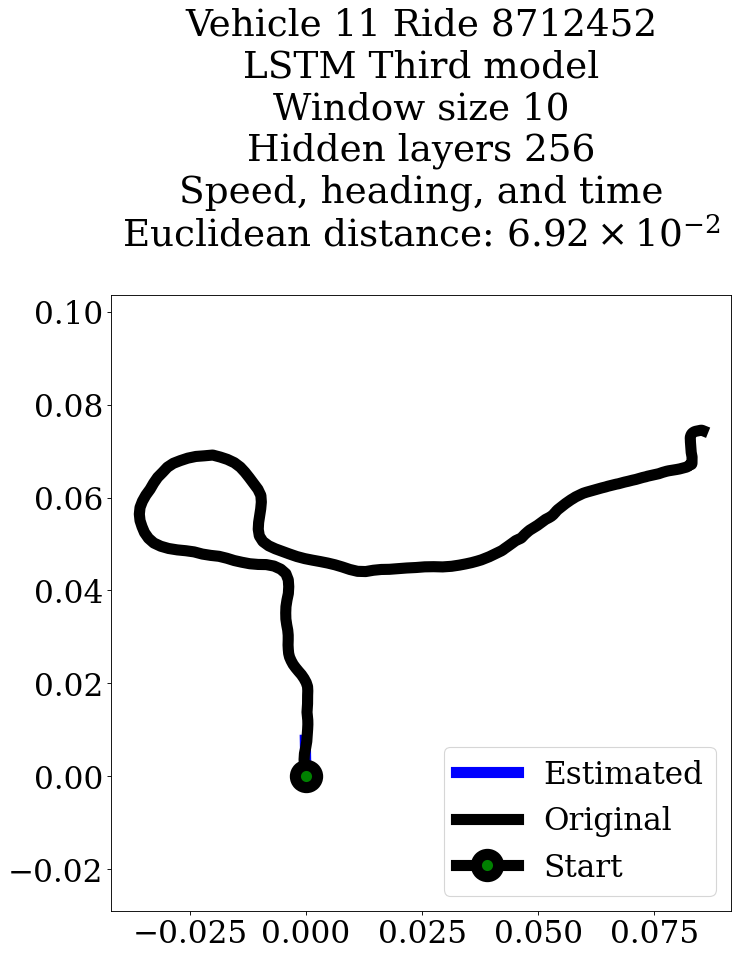 Vehicle 11 Ride 8712452
LSTM Third model
Window size 10
Hidden layers 256
Speed, heading, and time
Euclidean distance: 6.92 × 10⁻²
0.10
0.08
0.06
0.04
0.02
0.00
−0.02
Estimated
Original
Start
−0.025 0.000 0.025 0.050 0.075